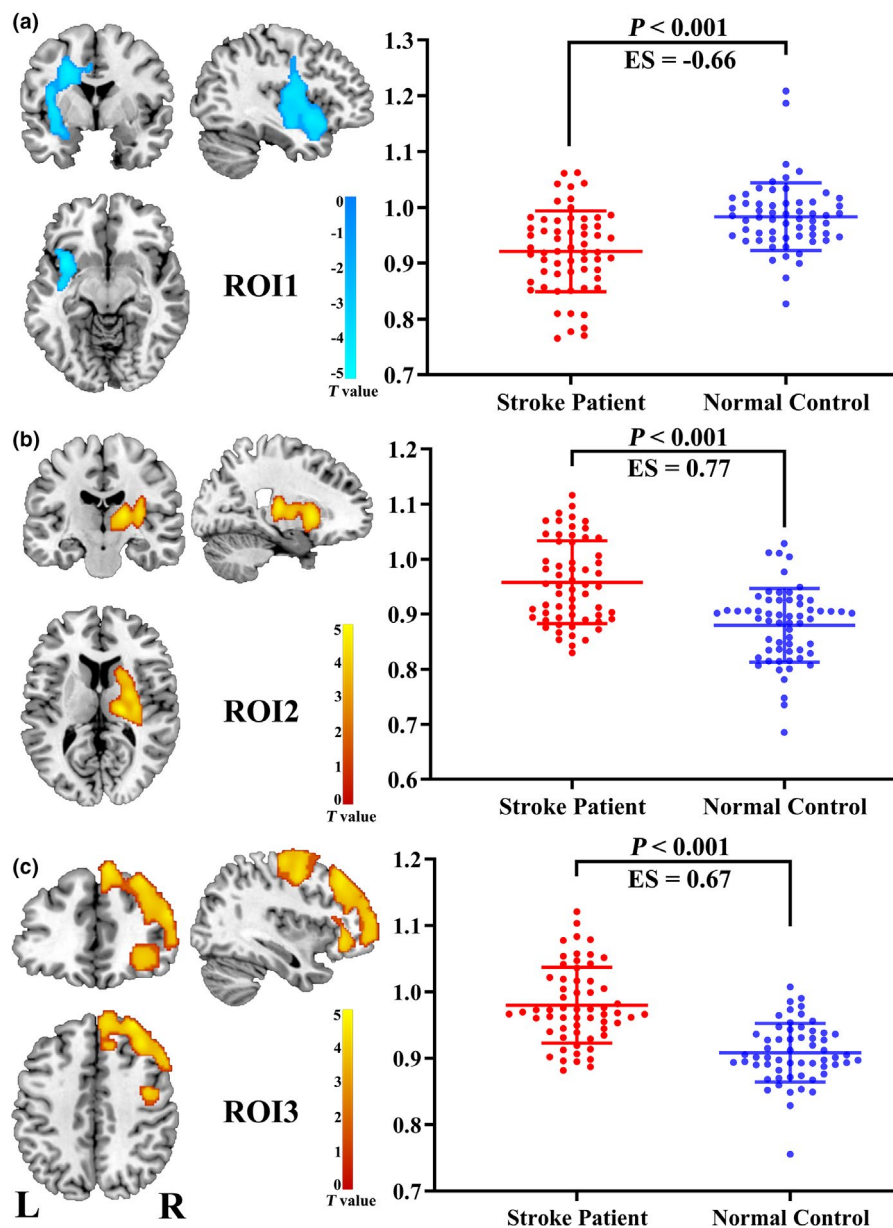 (a)
P < 0.001
ES = -0.66
1.3
1.2
1.1
1.0
0.9
0.8
0.7
0
-1
-2
-3
-4
-5
T value
ROI1
Stroke Patient Normal Control
(b)
P < 0.001
ES = 0.77
1.2
1.1
1.0
0.9
0.8
0.7
0.6
5
4
3
2
1
0
T value
ROI2
Stroke Patient Normal Control
(c)
P < 0.001
ES = 0.67
1.2
1.1
1.0
0.9
0.8
0.7
5
4
3
2
1
0
T value
ROI3
L R
Stroke Patient Normal Control